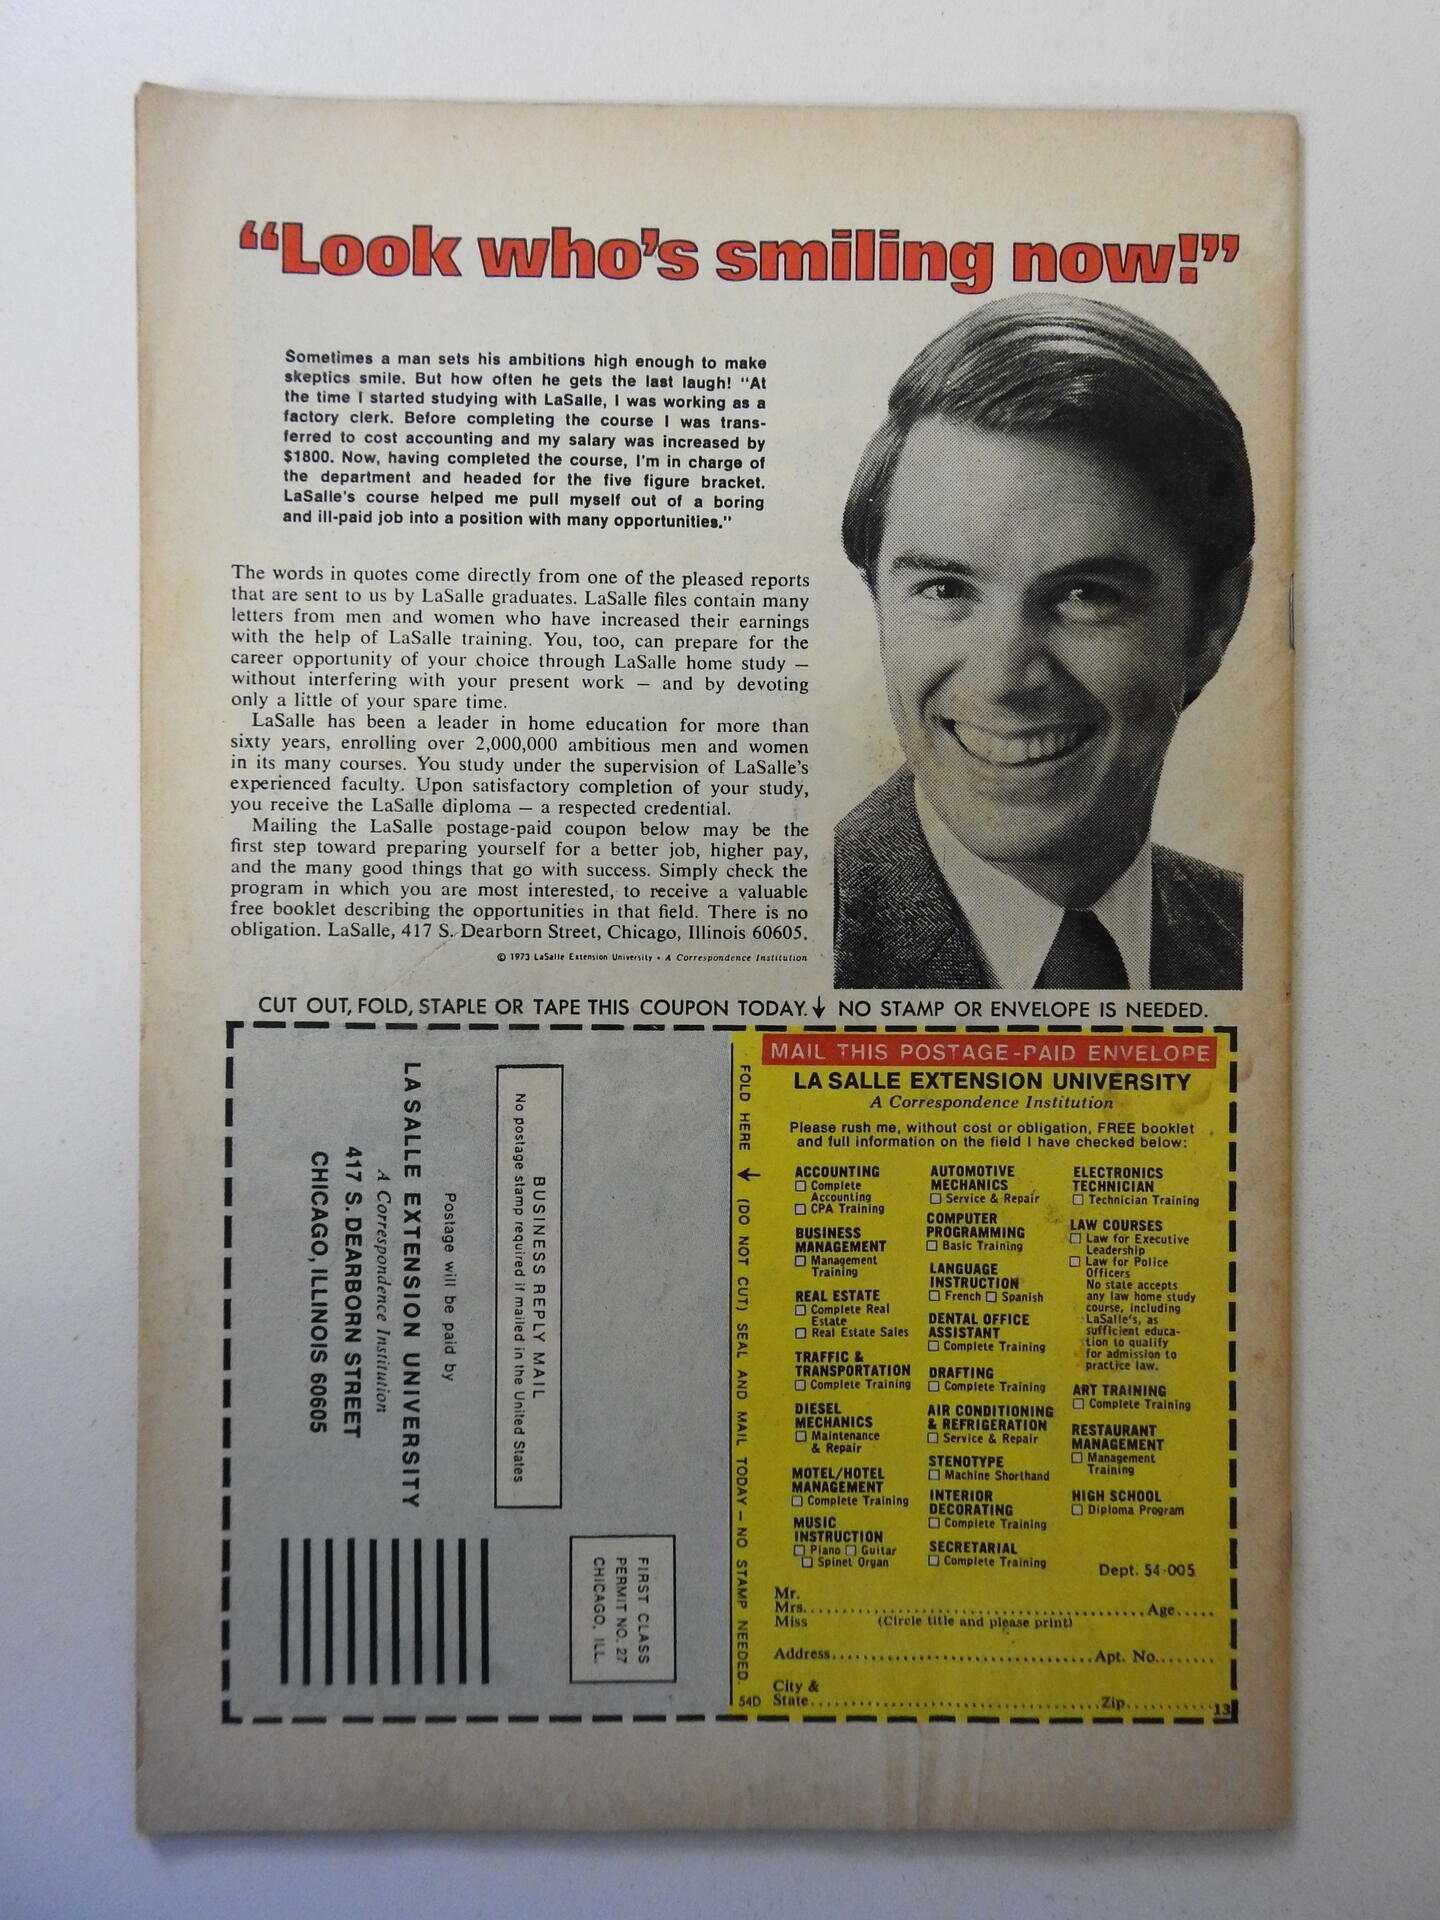 “Look who’s smiling now!”
Sometimes a man sets his ambitions high enough to make
skeptics smile. But how often he gets the last laugh! "At
the time I started studying with LaSalle, I was working as a
factory clerk. Before completing the course I was trans-
ferred to cost accounting and my salary was increased by
$1800. Now, having completed the course, I'm in charge of
the department and headed for the five figure bracket.
LaSalle's course helped me pull myself out of a boring
and ill-paid job into a position with many opportunities."
The words in quotes come directly from one of the pleased reports
that are sent to us by LaSalle graduates. LaSalle files contain many
letters from men and women who have increased their earnings
with the help of LaSalle training. You, too, can prepare for the
career opportunity of your choice through LaSalle home study —
without interfering with your present work — and by devoting
only a little of your spare time.
LaSalle has been a leader in home education for more than
sixty years, enrolling over 2,000,000 ambitious men and women
in its many courses. You study under the supervision of LaSalle's
experienced faculty. Upon satisfactory completion of your study,
you receive the LaSalle diploma — a respected credential.
Mailing the LaSalle postage-paid coupon below may be the
first step toward preparing yourself for a better job, higher pay,
and the many good things that go with success. Simply check the
program in which you are most interested, to receive a valuable
free booklet describing the opportunities in that field. There is no
obligation. LaSalle, 417 S. Dearborn Street, Chicago, Illinois 60605.
© 1973 LaSalle Extension University • A Correspondence Institution
CUT OUT, FOLD, STAPLE OR TAPE THIS COUPON TODAY. ↓ NO STAMP OR ENVELOPE IS NEEDED.
FIRST CLASS
PERMIT NO. 27
CHICAGO, ILL.
BUSINESS REPLY MAIL
No postage stamp required if mailed in the United States
Postage will be paid by
LA SALLE EXTENSION UNIVERSITY
A Correspondence Institution
417 S. DEARBORN STREET
CHICAGO, ILLINOIS 60605
FOLD HERE ↓ (DO NOT CUT) SEAL AND MAIL TODAY — NO STAMP NEEDED.
54D
MAIL THIS POSTAGE-PAID ENVELOPE
LA SALLE EXTENSION UNIVERSITY
A Correspondence Institution
Please rush me, without cost or obligation, FREE booklet
and full information on the field I have checked below:
ACCOUNTING
☐ Complete
Accounting
☐ CPA Training
BUSINESS
MANAGEMENT
☐ Management
Training
REAL ESTATE
☐ Complete Real
Estate
☐ Real Estate Sales
TRAFFIC &
TRANSPORTATION
☐ Complete Training
DIESEL
MECHANICS
☐ Maintenance
& Repair
MOTEL/HOTEL
MANAGEMENT
☐ Complete Training
MUSIC
INSTRUCTION
☐ Piano ☐ Guitar
☐ Spinet Organ
AUTOMOTIVE
MECHANICS
☐ Service & Repair
COMPUTER
PROGRAMMING
☐ Basic Training
LANGUAGE
INSTRUCTION
☐ French ☐ Spanish
DENTAL OFFICE
ASSISTANT
☐ Complete Training
DRAFTING
☐ Complete Training
AIR CONDITIONING
& REFRIGERATION
☐ Service & Repair
STENOTYPE
☐ Machine Shorthand
INTERIOR
DECORATING
☐ Complete Training
SECRETARIAL
☐ Complete Training
ELECTRONICS
TECHNICIAN
☐ Technician Training
LAW COURSES
☐ Law for Executive
Leadership
☐ Law for Police
Officers
No state accepts
any law home study
course, including
LaSalle's, as
sufficient educa-
tion to qualify
for admission to
practice law.
ART TRAINING
☐ Complete Training
RESTAURANT
MANAGEMENT
☐ Management
Training
HIGH SCHOOL
☐ Diploma Program
Dept. 54-005
Mr.
Mrs. Age
Miss (Circle title and please print)
Address Apt. No.
City &
State Zip 13